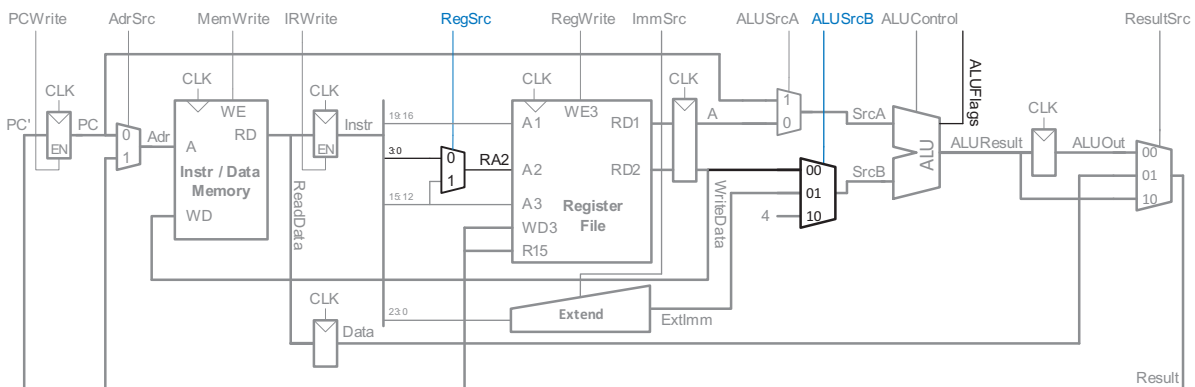 PCWrite AdrSrc MemWrite IRWrite RegSrc RegWrite ImmSrc ALUSrcA ALUSrcB ALUControl ResultSrc
CLK CLK CLK CLK CLK CLK
ALUFlags
PC' PC EN
0 1 Adr
WE A RD
Instr / Data
Memory
WD
ReadData
EN Instr
19:16
3:0
15:12
23:0
0 1 RA2
WE3
A1 RD1
A2 RD2
A3
Register
File
WD3
R15
A
WriteData
1 0 SrcA
00 01 10 SrcB
4
ALU
ALUResult
ALUOut
00 01 10
Extend ExtImm
CLK
Data
Result